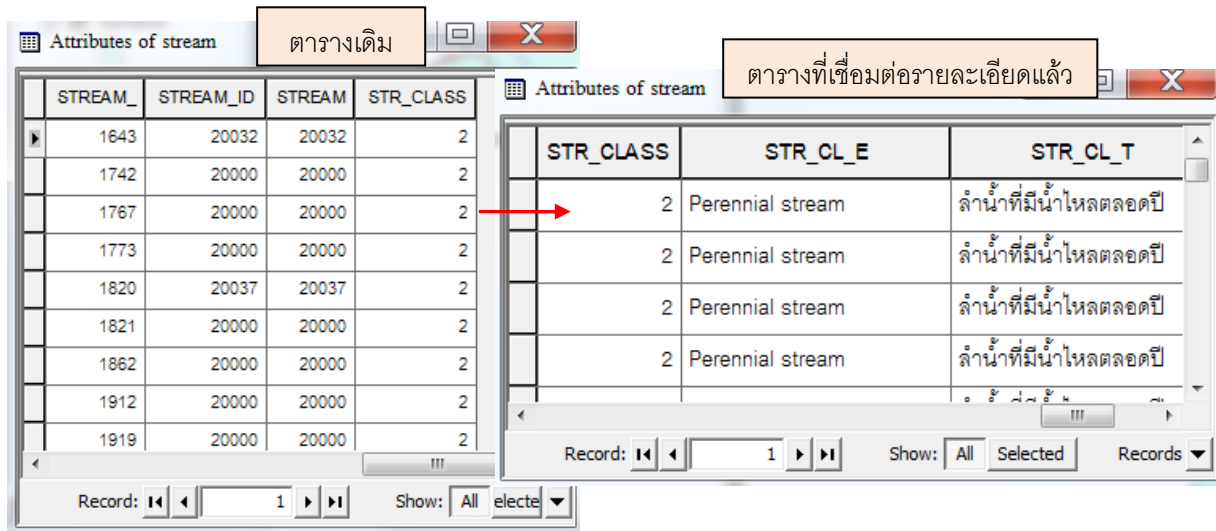 Attributes of stream
ตารางเดิม
STREAM_ STREAM_ID STREAM STR_CLASS
1643 20032 20032 2
1742 20000 20000 2
1767 20000 20000 2
1773 20000 20000 2
1820 20037 20037 2
1821 20000 20000 2
1862 20000 20000 2
1912 20000 20000 2
1919 20000 20000 2
Record: 1 Show: All electe
Attributes of stream
ตารางที่เชื่อมต่อรายละเอียดแล้ว
STR_CLASS STR_CL_E STR_CL_T
2 Perennial stream ลำน้ำที่มีน้ำไหลตลอดปี
2 Perennial stream ลำน้ำที่มีน้ำไหลตลอดปี
2 Perennial stream ลำน้ำที่มีน้ำไหลตลอดปี
2 Perennial stream ลำน้ำที่มีน้ำไหลตลอดปี
Record: 1 Show: All Selected Records